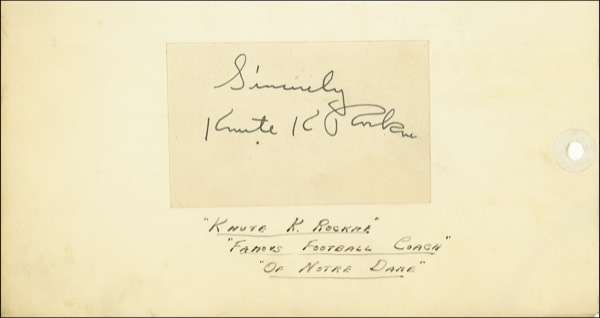 Sincerely
Knute K Rockne
"KNUTE K. ROCKNE"
"FAMOUS FOOTBALL COACH"
"OF NOTRE DAME"